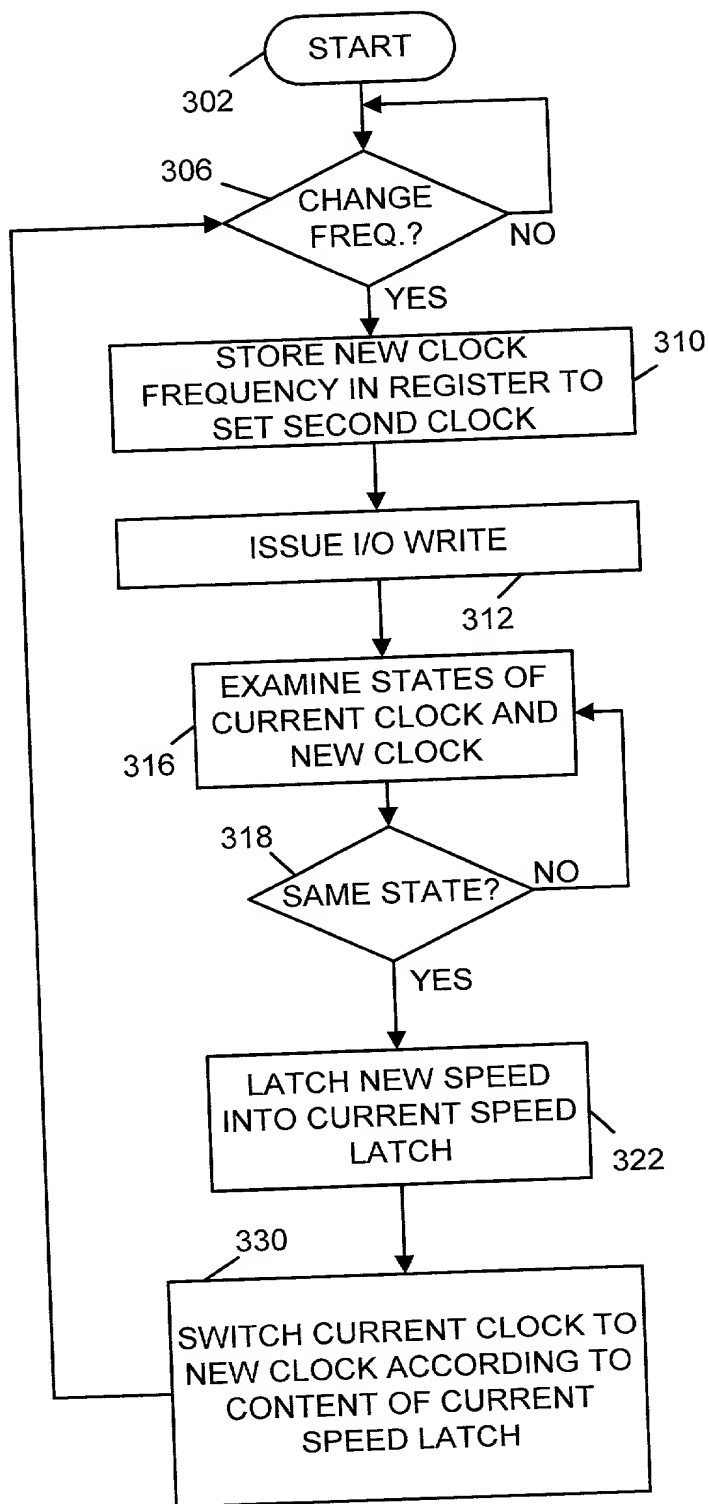 START
302
306
CHANGE
FREQ.?
NO
YES
STORE NEW CLOCK
FREQUENCY IN REGISTER TO
SET SECOND CLOCK
310
ISSUE I/O WRITE
312
EXAMINE STATES OF
CURRENT CLOCK AND
NEW CLOCK
316
318
SAME STATE?
NO
YES
LATCH NEW SPEED
INTO CURRENT SPEED
LATCH
322
330
SWITCH CURRENT CLOCK TO
NEW CLOCK ACCORDING TO
CONTENT OF CURRENT
SPEED LATCH